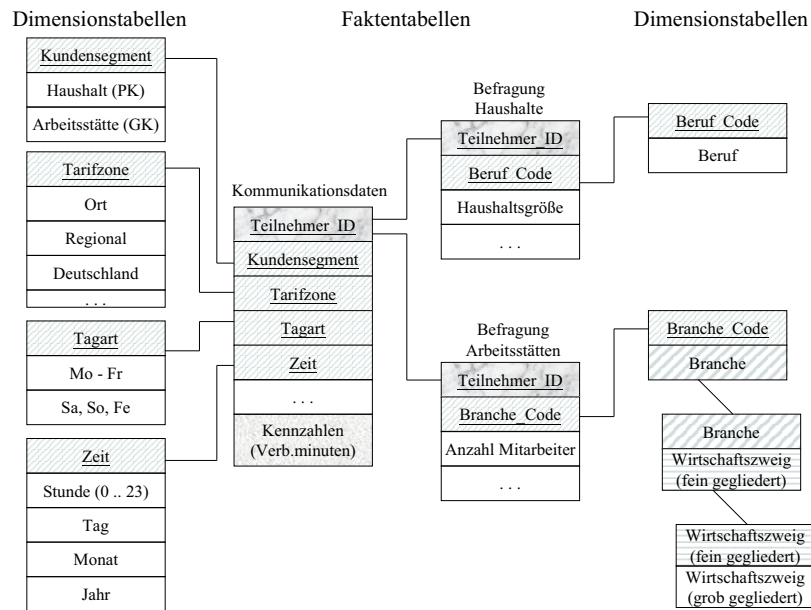 Dimensionstabellen
Faktentabellen
Dimensionstabellen
Kundensegment
Haushalt (PK)
Arbeitsstätte (GK)
Tarifzone
Ort
Regional
Deutschland
. . .
Tagart
Mo - Fr
Sa, So, Fe
Zeit
Stunde (0 .. 23)
Tag
Monat
Jahr
Kommunikationsdaten
Teilnehmer_ID
Kundensegment
Tarifzone
Tagart
Zeit
. . .
Kennzahlen
(Verb.minuten)
Befragung
Haushalte
Teilnehmer_ID
Beruf_Code
Haushaltsgröße
. . .
Befragung
Arbeitsstätten
Teilnehmer_ID
Branche_Code
Anzahl Mitarbeiter
. . .
Beruf_Code
Beruf
Branche_Code
Branche
Branche
Wirtschaftszweig
(fein gegliedert)
Wirtschaftszweig
(fein gegliedert)
Wirtschaftszweig
(grob gegliedert)